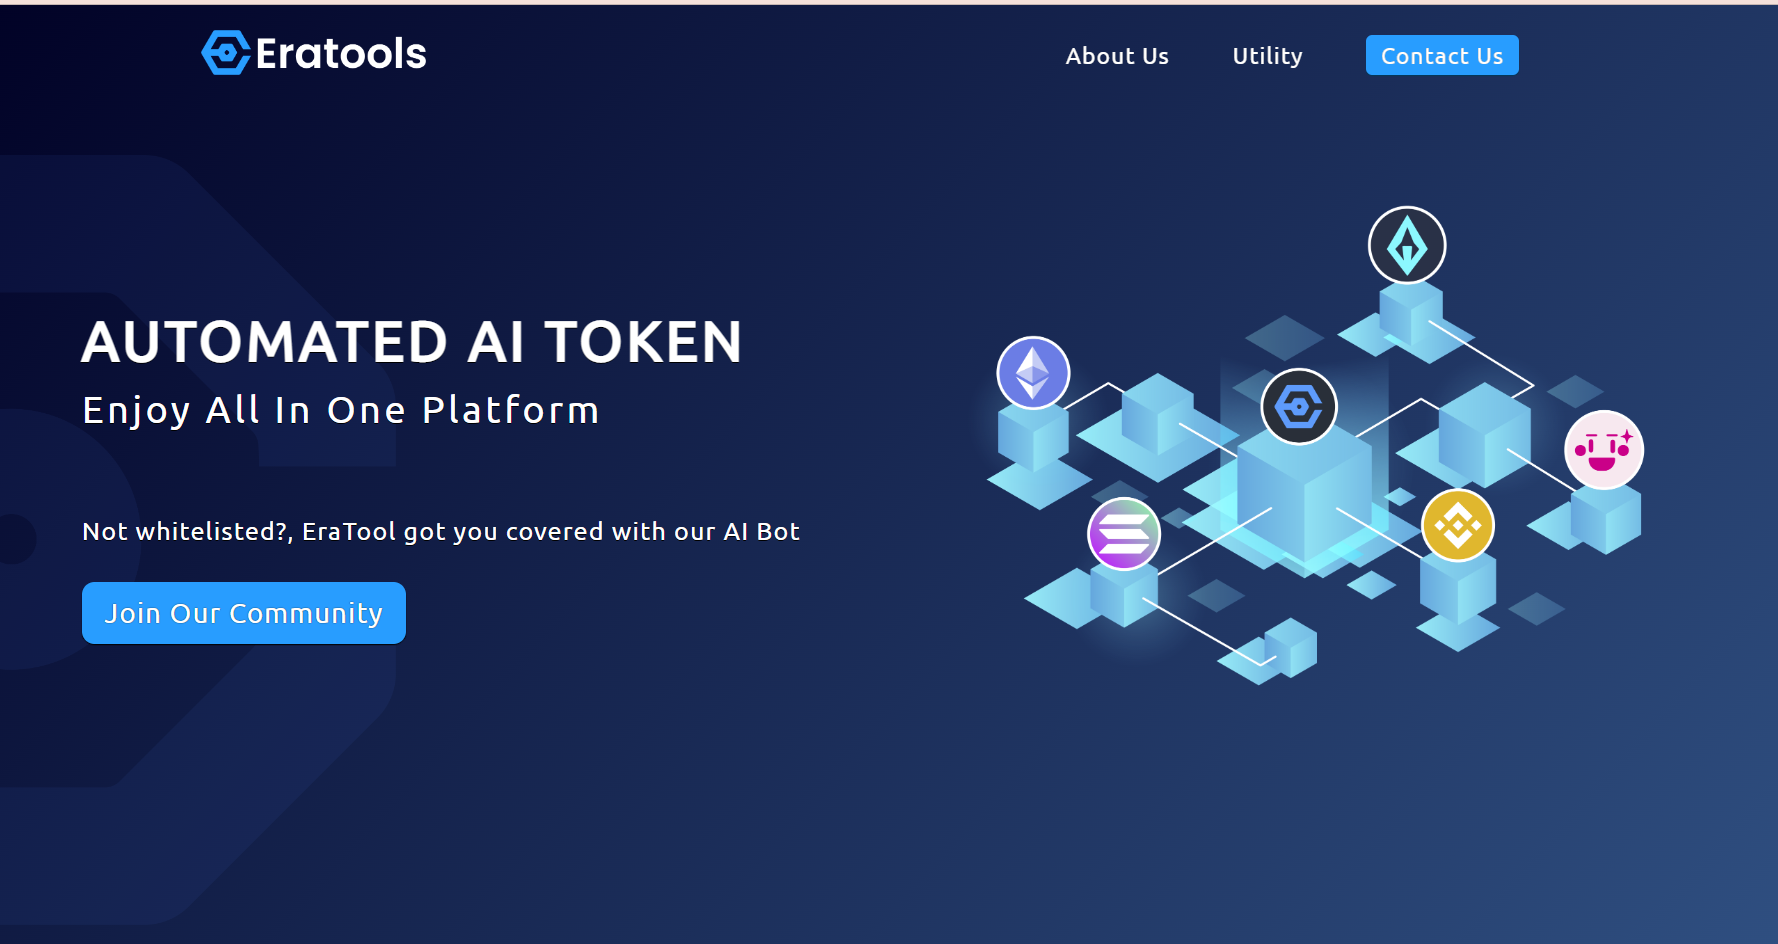 Eratools
About Us
Utility
Contact Us
AUTOMATED AI TOKEN
Enjoy All In One Platform
Not whitelisted?, EraTool got you covered with our AI Bot
Join Our Community